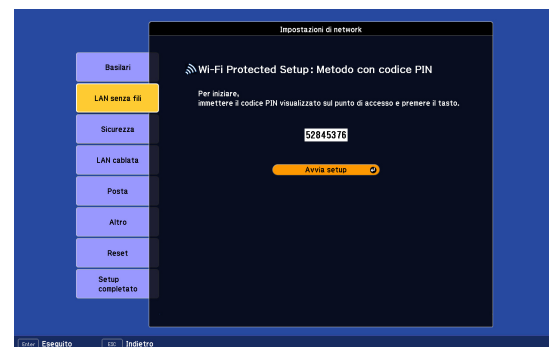 Impostazioni di network
Basilari
LAN senza fili
Sicurezza
LAN cablata
Posta
Altro
Reset
Setup
completato
Wi-Fi Protected Setup: Metodo con codice PIN
Per iniziare,
immettere il codice PIN visualizzato sul punto di accesso e premere il tasto.
52845376
Avvia setup
Enter Eseguito ESC Indietro